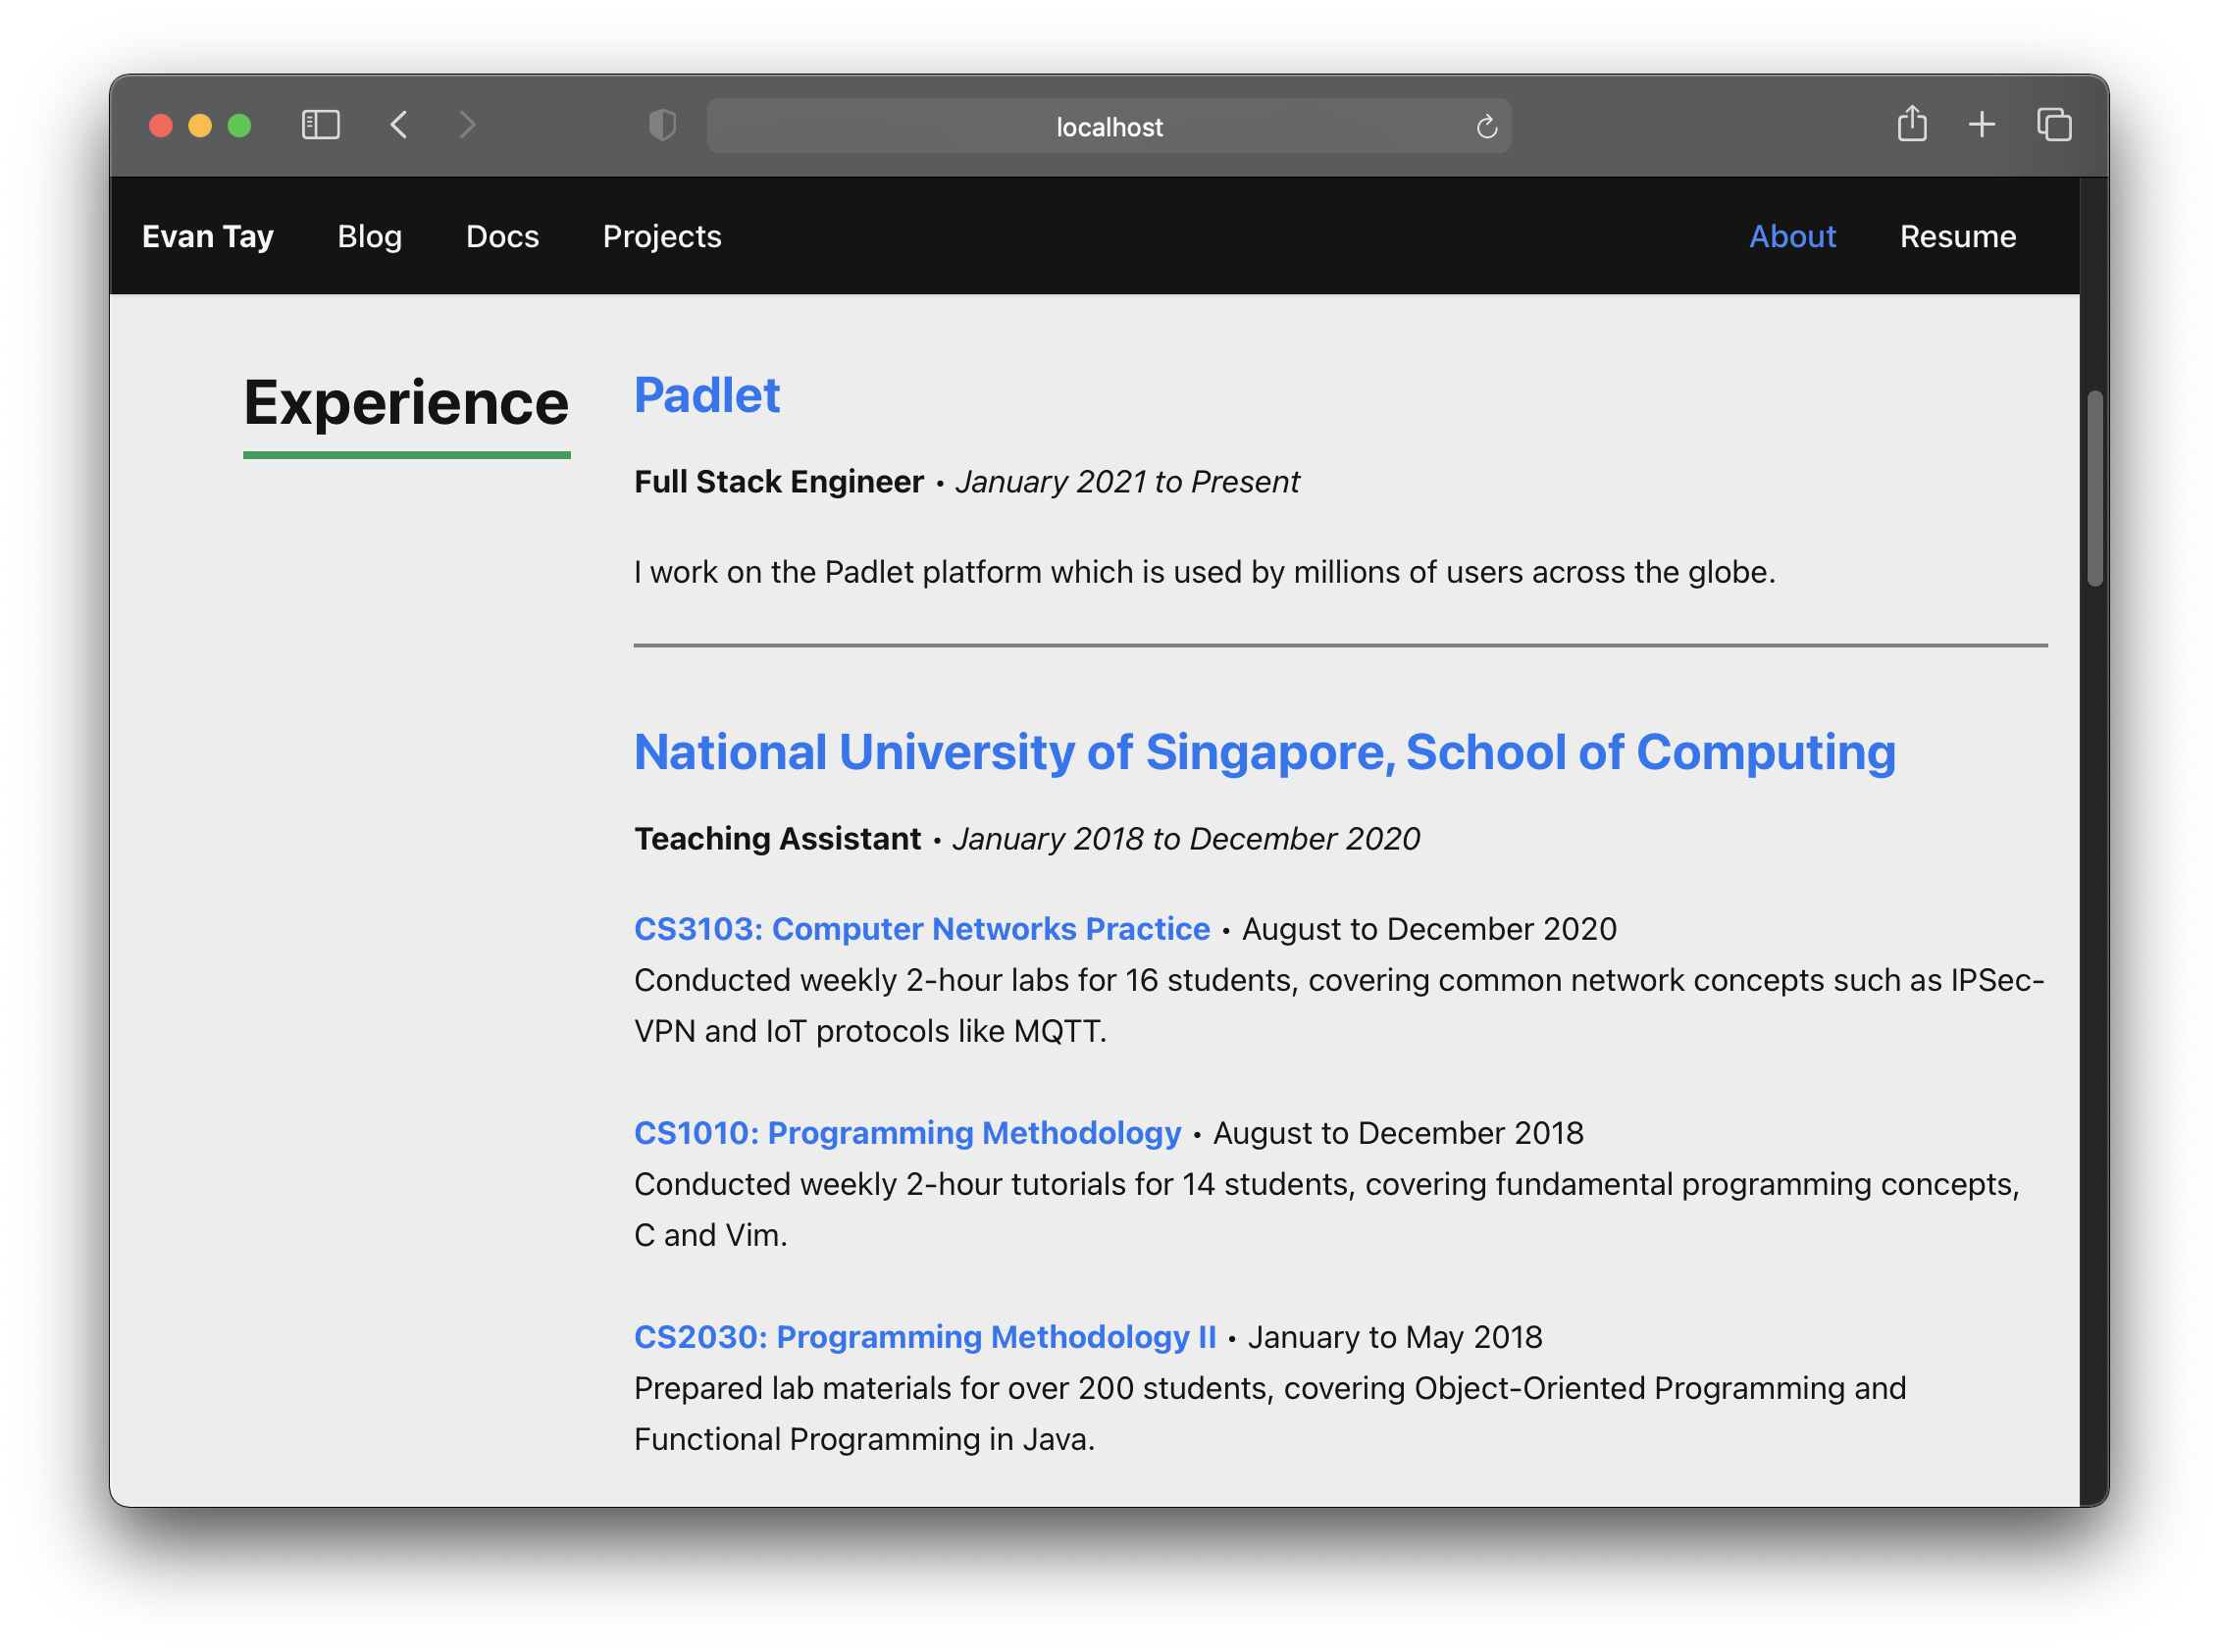 localhost
Evan Tay Blog Docs Projects About Resume
Experience
Padlet
Full Stack Engineer • January 2021 to Present
I work on the Padlet platform which is used by millions of users across the globe.
National University of Singapore, School of Computing
Teaching Assistant • January 2018 to December 2020
CS3103: Computer Networks Practice • August to December 2020
Conducted weekly 2-hour labs for 16 students, covering common network concepts such as IPSec-
VPN and IoT protocols like MQTT.
CS1010: Programming Methodology • August to December 2018
Conducted weekly 2-hour tutorials for 14 students, covering fundamental programming concepts,
C and Vim.
CS2030: Programming Methodology II • January to May 2018
Prepared lab materials for over 200 students, covering Object-Oriented Programming and
Functional Programming in Java.